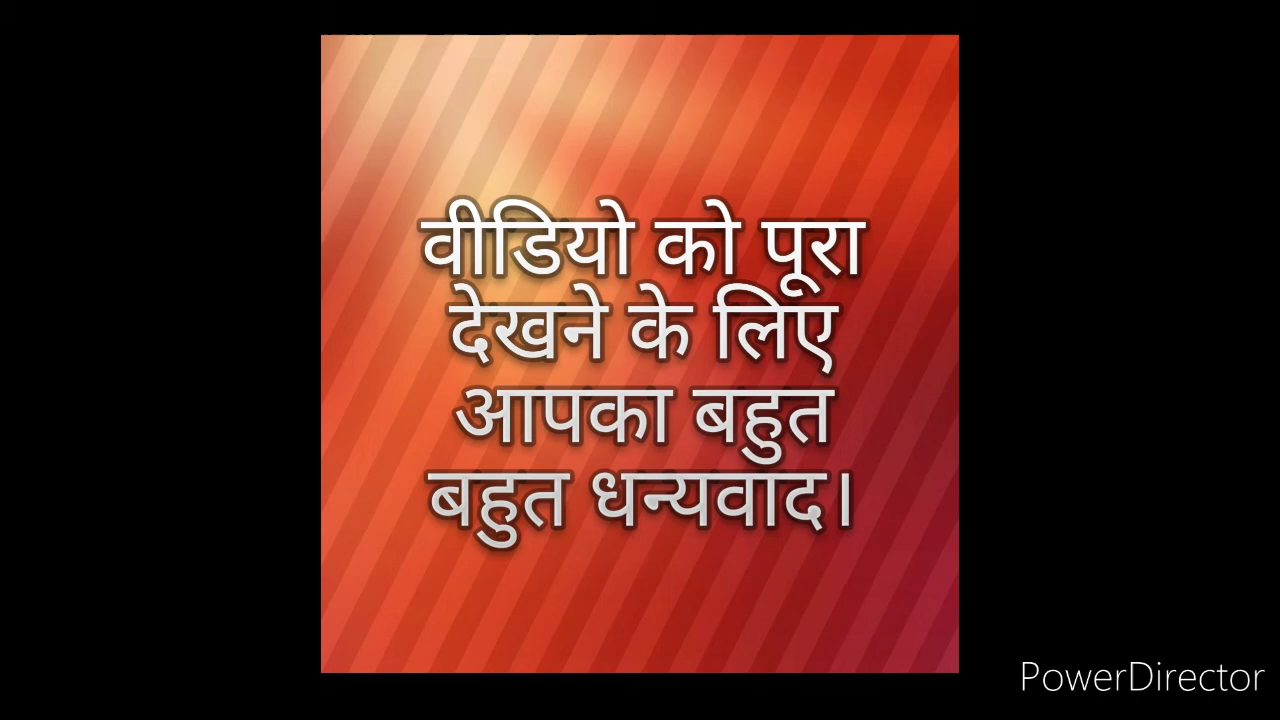 वीडियो को पूरा
देखने के लिए
आपका बहुत
बहुत धन्यवाद।
PowerDirector